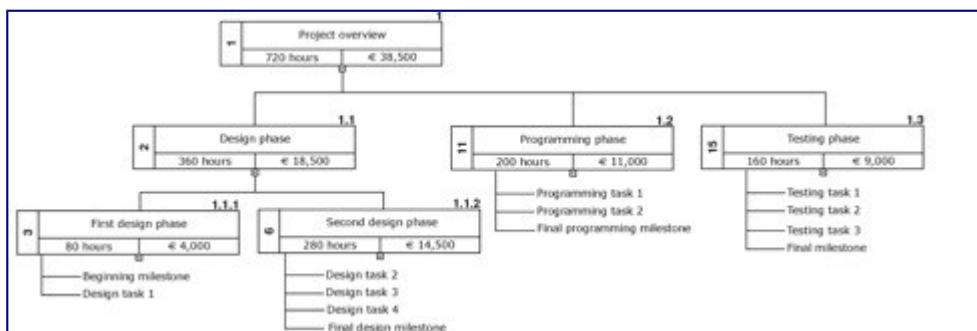 1
1
Project overview
720 hours € 38,500
1.1
2
Design phase
360 hours € 18,500
1.2
11
Programming phase
200 hours € 11,000
1.3
15
Testing phase
160 hours € 9,000
Programming task 1
Programming task 2
Final programming milestone
Testing task 1
Testing task 2
Testing task 3
Final milestone
1.1.1
3
First design phase
80 hours € 4,000
1.1.2
6
Second design phase
280 hours € 14,500
Beginning milestone
Design task 1
Design task 2
Design task 3
Design task 4
Final design milestone